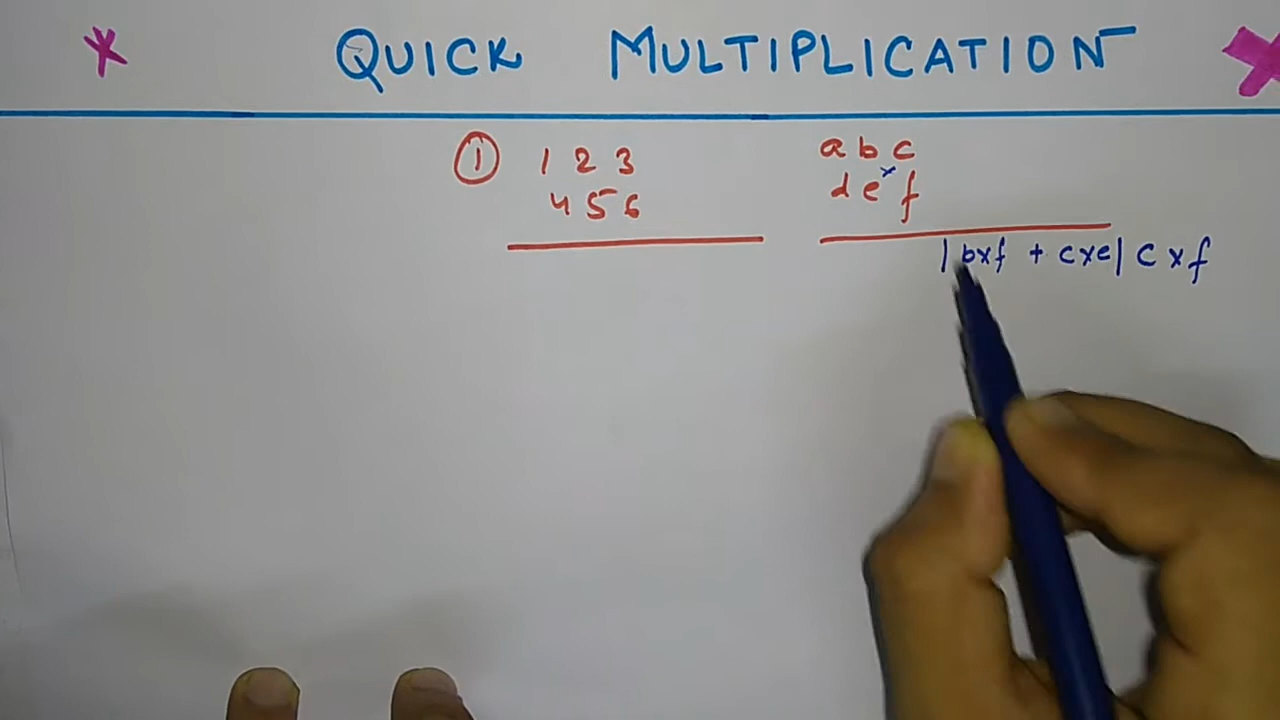 QUICK MULTIPLICATION
① 1 2 3 a b c
4 5 6 d e f
| b×f + c×e | c × f